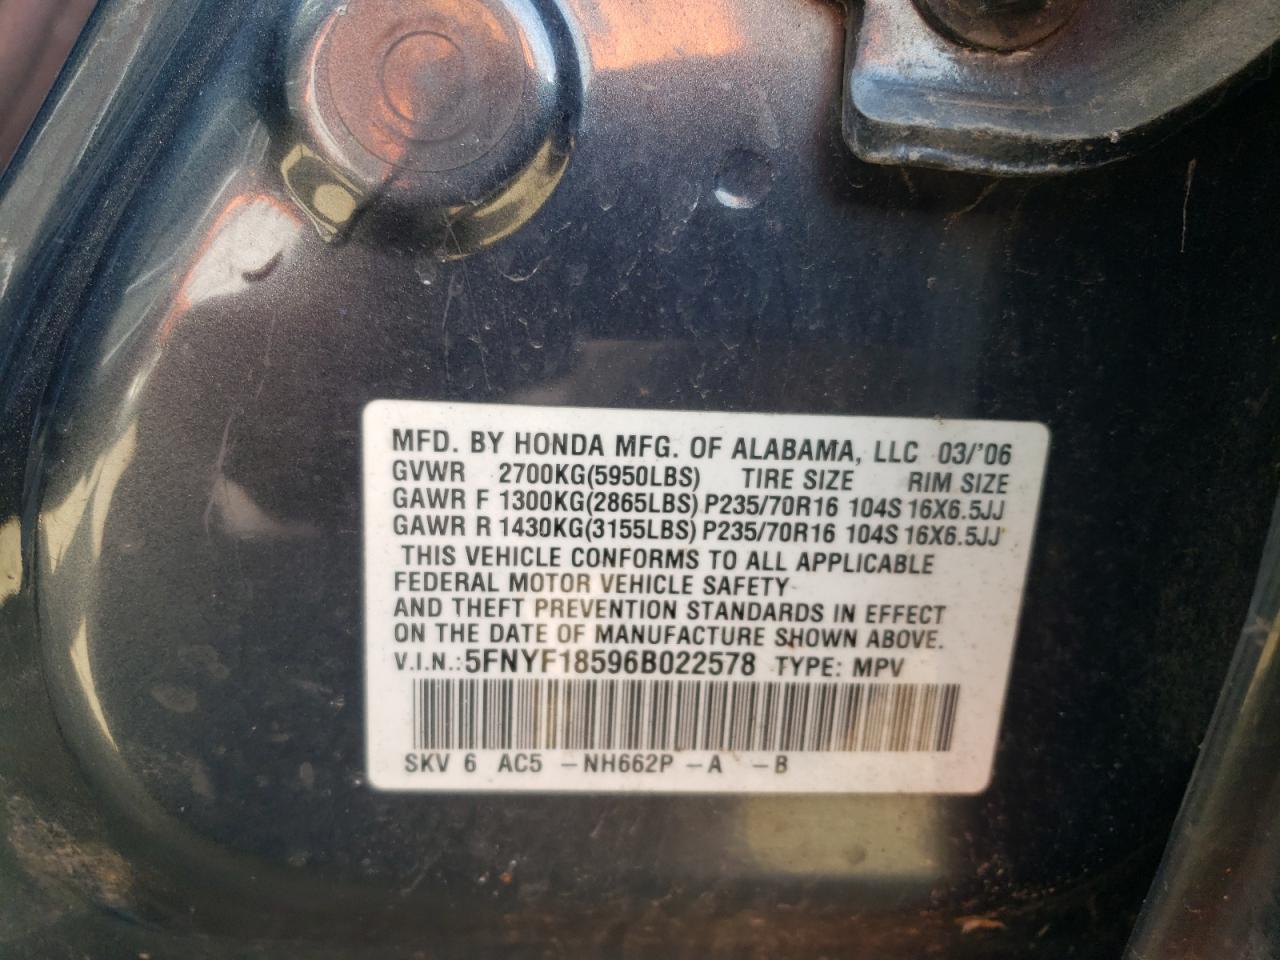 MFD. BY HONDA MFG. OF ALABAMA, LLC 03/'06
GVWR 2700KG(5950LBS) TIRE SIZE RIM SIZE
GAWR F 1300KG(2865LBS) P235/70R16 104S 16X6.5JJ
GAWR R 1430KG(3155LBS) P235/70R16 104S 16X6.5JJ
THIS VEHICLE CONFORMS TO ALL APPLICABLE
FEDERAL MOTOR VEHICLE SAFETY
AND THEFT PREVENTION STANDARDS IN EFFECT
ON THE DATE OF MANUFACTURE SHOWN ABOVE.
V.I.N.:5FNYF18596B022578 TYPE: MPV
SKV 6 AC5 -NH662P -A -B